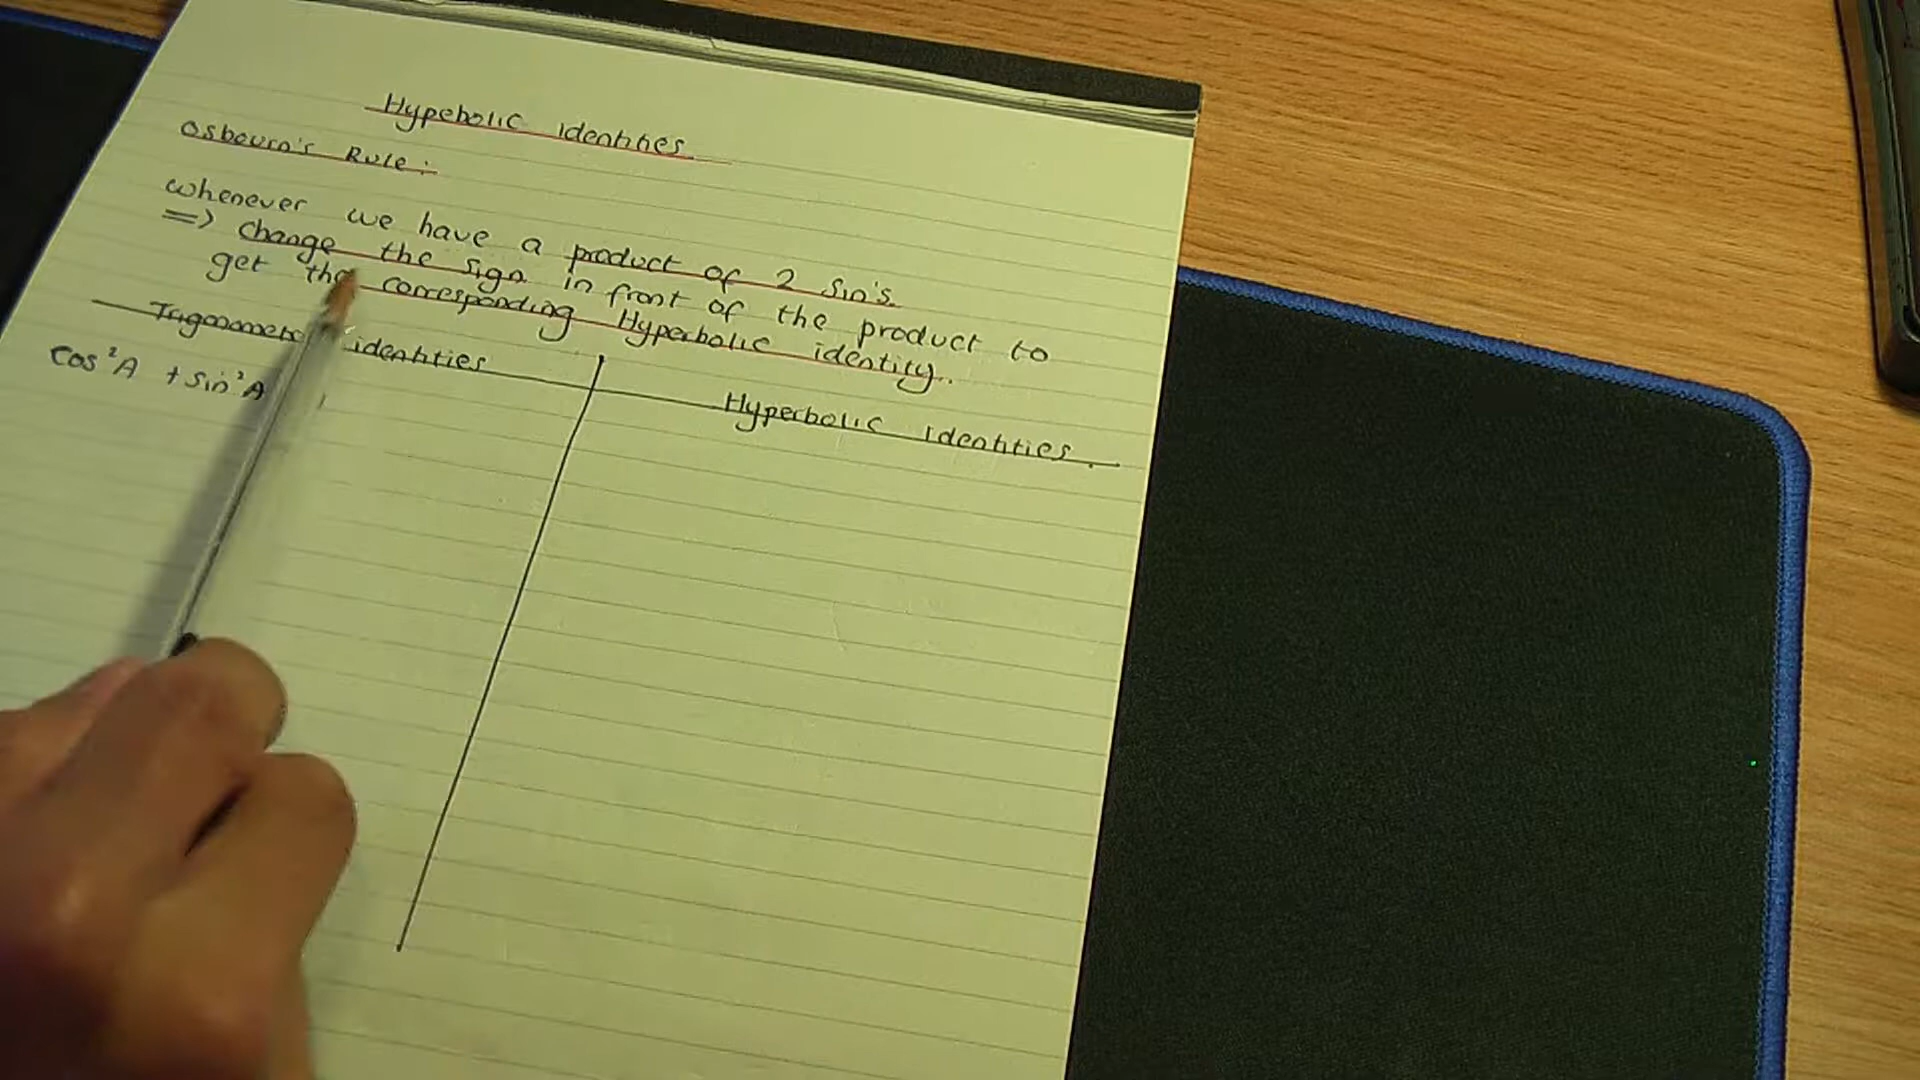 Hypebolic identities
Osbourn's Rule:
whenever we have a product of 2 sin's.
=> change the sign in front of the product to
get the corresponding Hyperbolic identity.
identities
Hyperbolic identities.
cos²A + sin²A